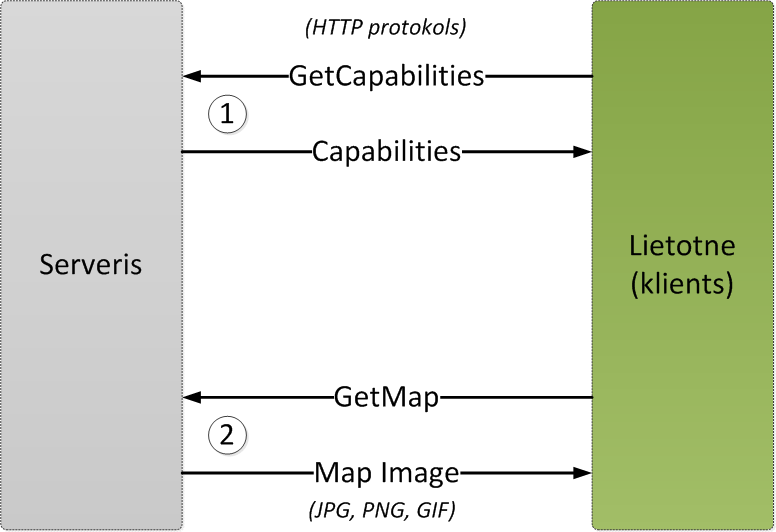 (HTTP protokols)
GetCapabilities
1
Capabilities
Serveris
Lietotne
(klients)
GetMap
2
Map Image
(JPG, PNG, GIF)